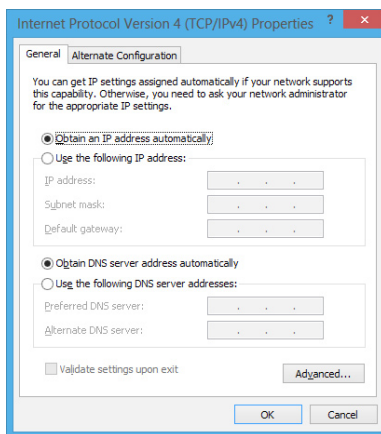 Internet Protocol Version 4 (TCP/IPv4) Properties ? ×
General Alternate Configuration
You can get IP settings assigned automatically if your network supports
this capability. Otherwise, you need to ask your network administrator
for the appropriate IP settings.
Obtain an IP address automatically
Use the following IP address:
IP address: . . .
Subnet mask: . . .
Default gateway: . . .
Obtain DNS server address automatically
Use the following DNS server addresses:
Preferred DNS server: . . .
Alternate DNS server: . . .
Validate settings upon exit
Advanced...
OK Cancel